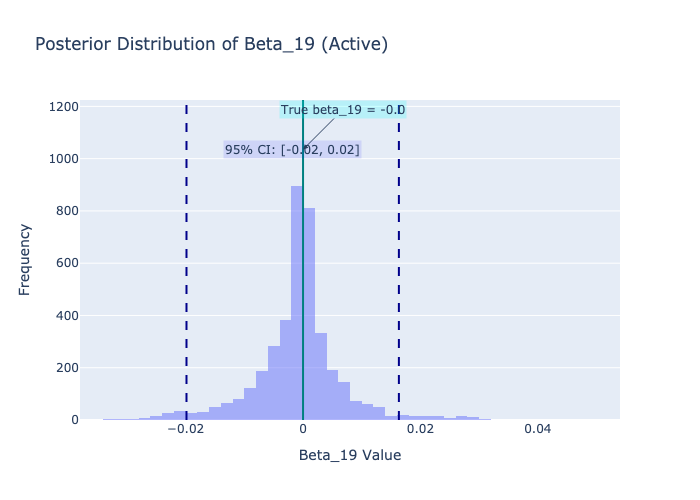 Posterior Distribution of Beta_19 (Active)
True beta_19 = -0.0
95% CI: [-0.02, 0.02]
1200
1000
800
600
400
200
0
Frequency
−0.02
0
0.02
0.04
Beta_19 Value